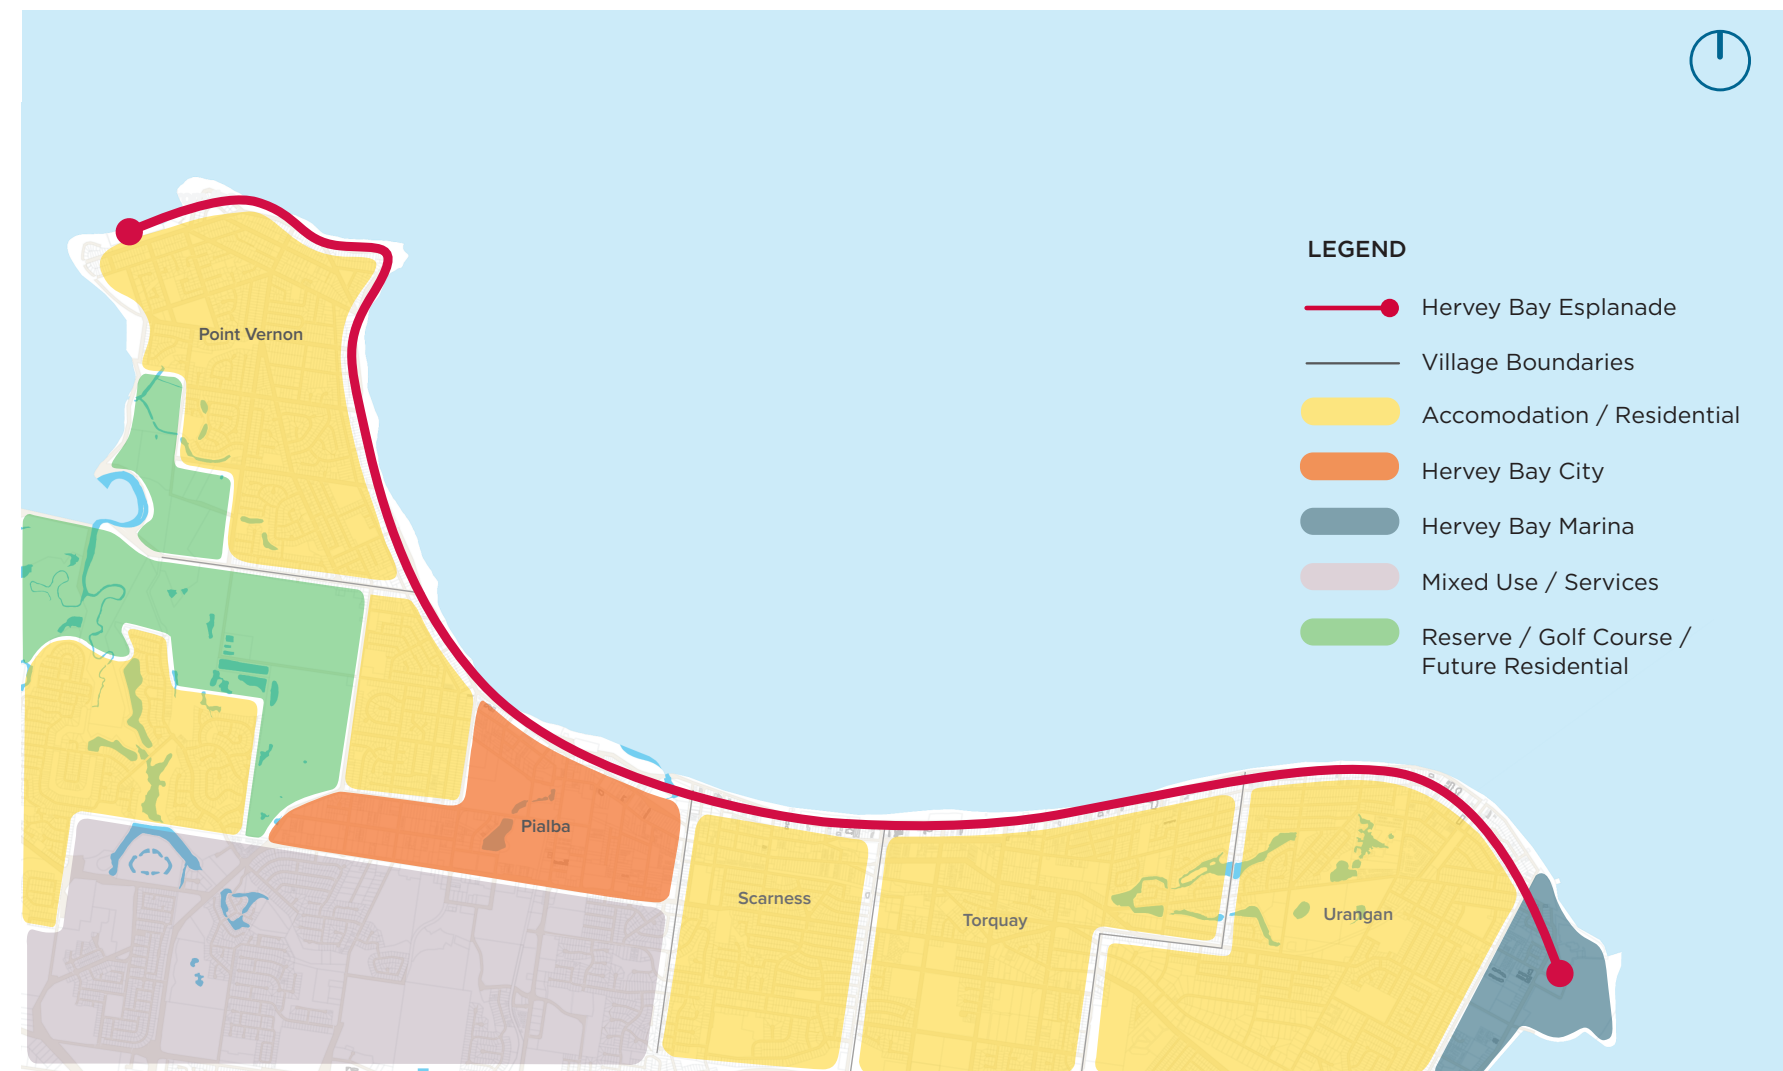 LEGEND
Hervey Bay Esplanade
Village Boundaries
Accomodation / Residential
Hervey Bay City
Hervey Bay Marina
Mixed Use / Services
Reserve / Golf Course /
Future Residential
Point Vernon
Pialba
Scarness
Torquay
Urangan